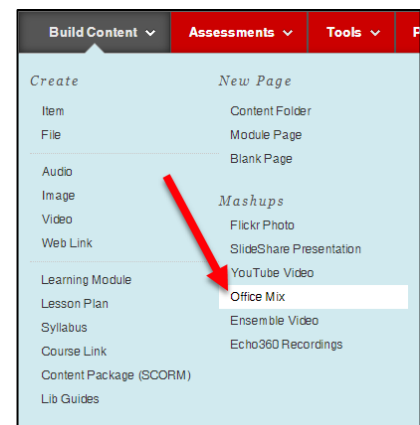 Build Content
Assessments
Tools
P
Create
Item
File
Audio
Image
Video
Web Link
Learning Module
Lesson Plan
Syllabus
Course Link
Content Package (SCORM)
Lib Guides
New Page
Content Folder
Module Page
Blank Page
Mashups
Flickr Photo
SlideShare Presentation
YouTube Video
Office Mix
Ensemble Video
Echo360 Recordings